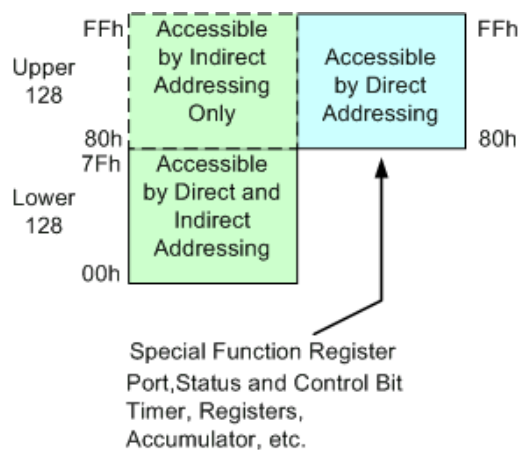 FFh
Accessible
by Indirect
Addressing
Only
Accessible
by Direct
Addressing
FFh
Upper
128
80h
80h
7Fh
Accessible
by Direct and
Indirect
Addressing
Lower
128
00h
Special Function Register
Port,Status and Control Bit
Timer, Registers,
Accumulator, etc.